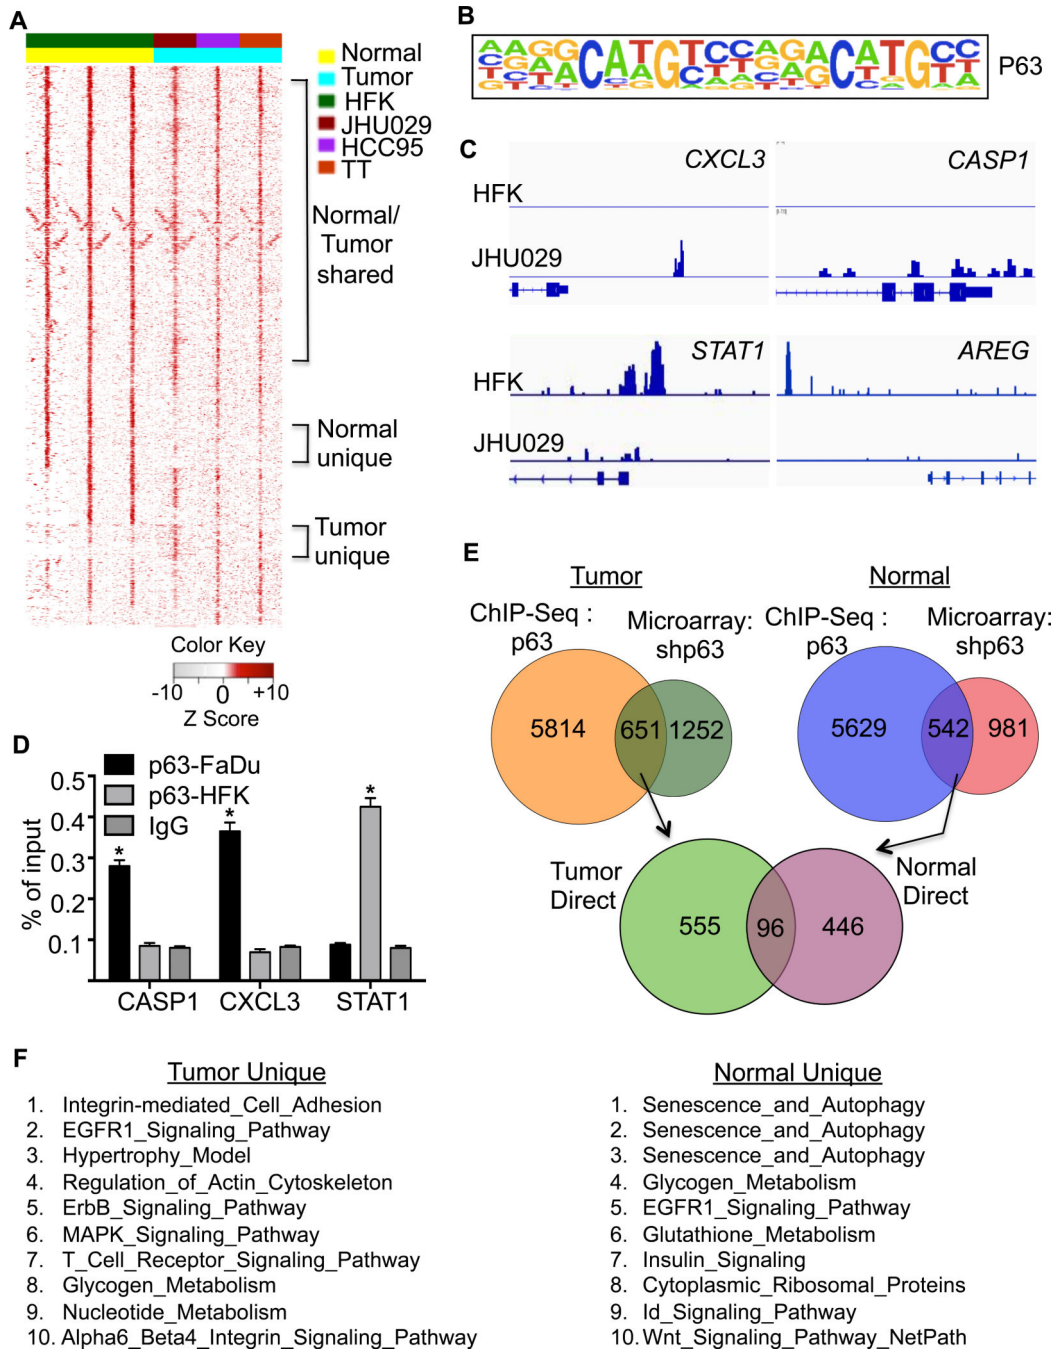 A
Normal
Tumor
HFK
JHU029
HCC95
TT
Normal/
Tumor
shared
Normal
unique
Tumor
unique
Color Key
-10 0 +10
Z Score
B
P63
C
CXCL3
CASP1
HFK
JHU029
STAT1
AREG
HFK
JHU029
D
p63-FaDu
p63-HFK
IgG
% of input
0.5
0.4
0.3
0.2
0.1
* * *
CASP1 CXCL3 STAT1
E
Tumor
Normal
ChIP-Seq :
p63
Microarray:
shp63
ChIP-Seq :
p63
Microarray:
shp63
5814 651 1252
5629 542 981
Tumor
Direct
Normal
Direct
555 96 446
F
Tumor Unique
1. Integrin-mediated_Cell_Adhesion
2. EGFR1_Signaling_Pathway
3. Hypertrophy_Model
4. Regulation_of_Actin_Cytoskeleton
5. ErbB_Signaling_Pathway
6. MAPK_Signaling_Pathway
7. T_Cell_Receptor_Signaling_Pathway
8. Glycogen_Metabolism
9. Nucleotide_Metabolism
10. Alpha6_Beta4_Integrin_Signaling_Pathway
Normal Unique
1. Senescence_and_Autophagy
2. Senescence_and_Autophagy
3. Senescence_and_Autophagy
4. Glycogen_Metabolism
5. EGFR1_Signaling_Pathway
6. Glutathione_Metabolism
7. Insulin_Signaling
8. Cytoplasmic_Ribosomal_Proteins
9. Id_Signaling_Pathway
10. Wnt_Signaling_Pathway_NetPath